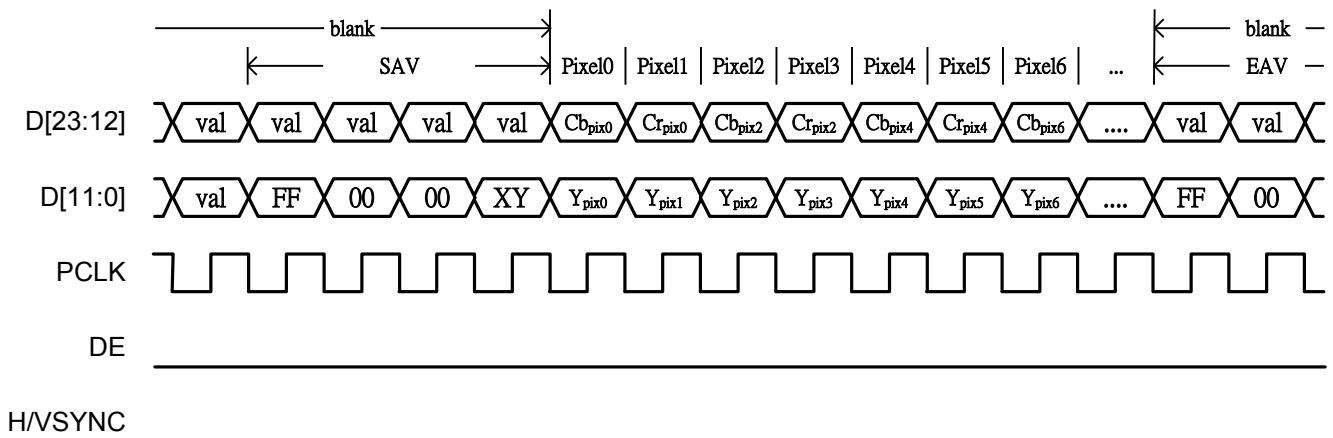 blank blank
SAV Pixel0 Pixel1 Pixel2 Pixel3 Pixel4 Pixel5 Pixel6 ... EAV
D[23:12] val val val val val Cbpix0 Crpix0 Cbpix2 Crpix2 Cbpix4 Crpix4 Cbpix6 .... val val
D[11:0] val FF 00 00 XY Ypix0 Ypix1 Ypix2 Ypix3 Ypix4 Ypix5 Ypix6 .... FF 00
PCLK
DE
H/VSYNC